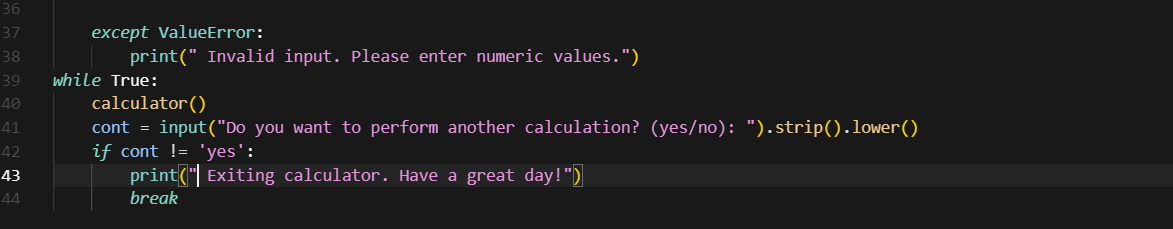 36
37 except ValueError:
38 print(" Invalid input. Please enter numeric values.")
39 while True:
40 calculator()
41 cont = input("Do you want to perform another calculation? (yes/no): ").strip().lower()
42 if cont != 'yes':
43 print(" Exiting calculator. Have a great day!")
44 break